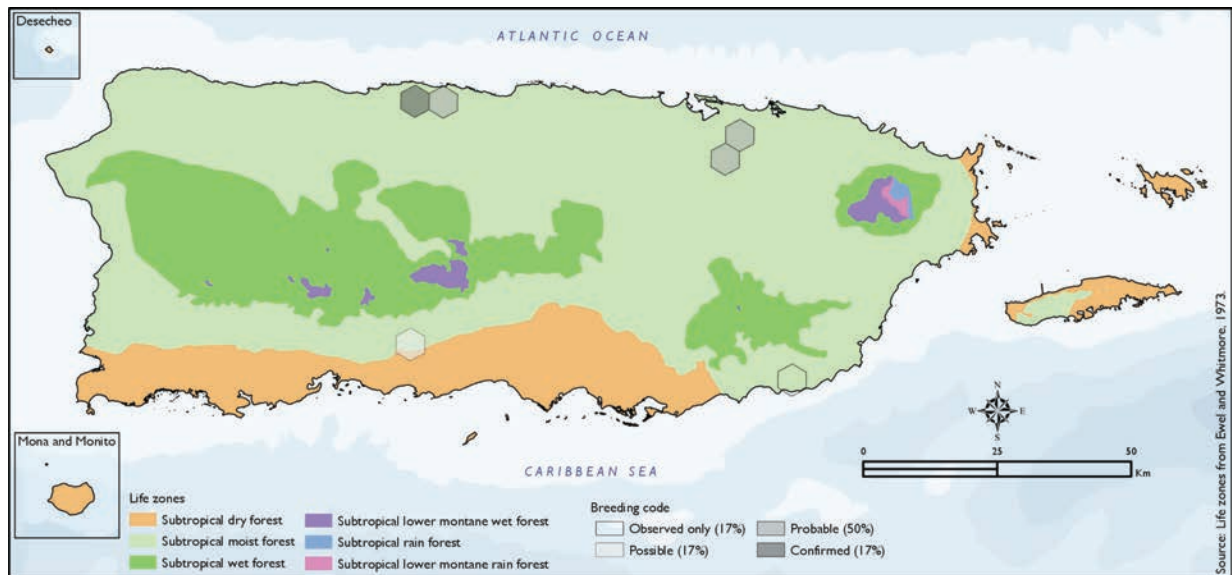 Desecheo
ATLANTIC OCEAN
N
W E
S
0 25 50
Km
Mona and Monito
CARIBBEAN SEA
Life zones
Subtropical dry forest
Subtropical moist forest
Subtropical wet forest
Subtropical lower montane wet forest
Subtropical rain forest
Subtropical lower montane rain forest
Breeding code
Observed only (17%)
Possible (17%)
Probable (50%)
Confirmed (17%)
Source: Life zones from Ewel and Whitmore, 1973.